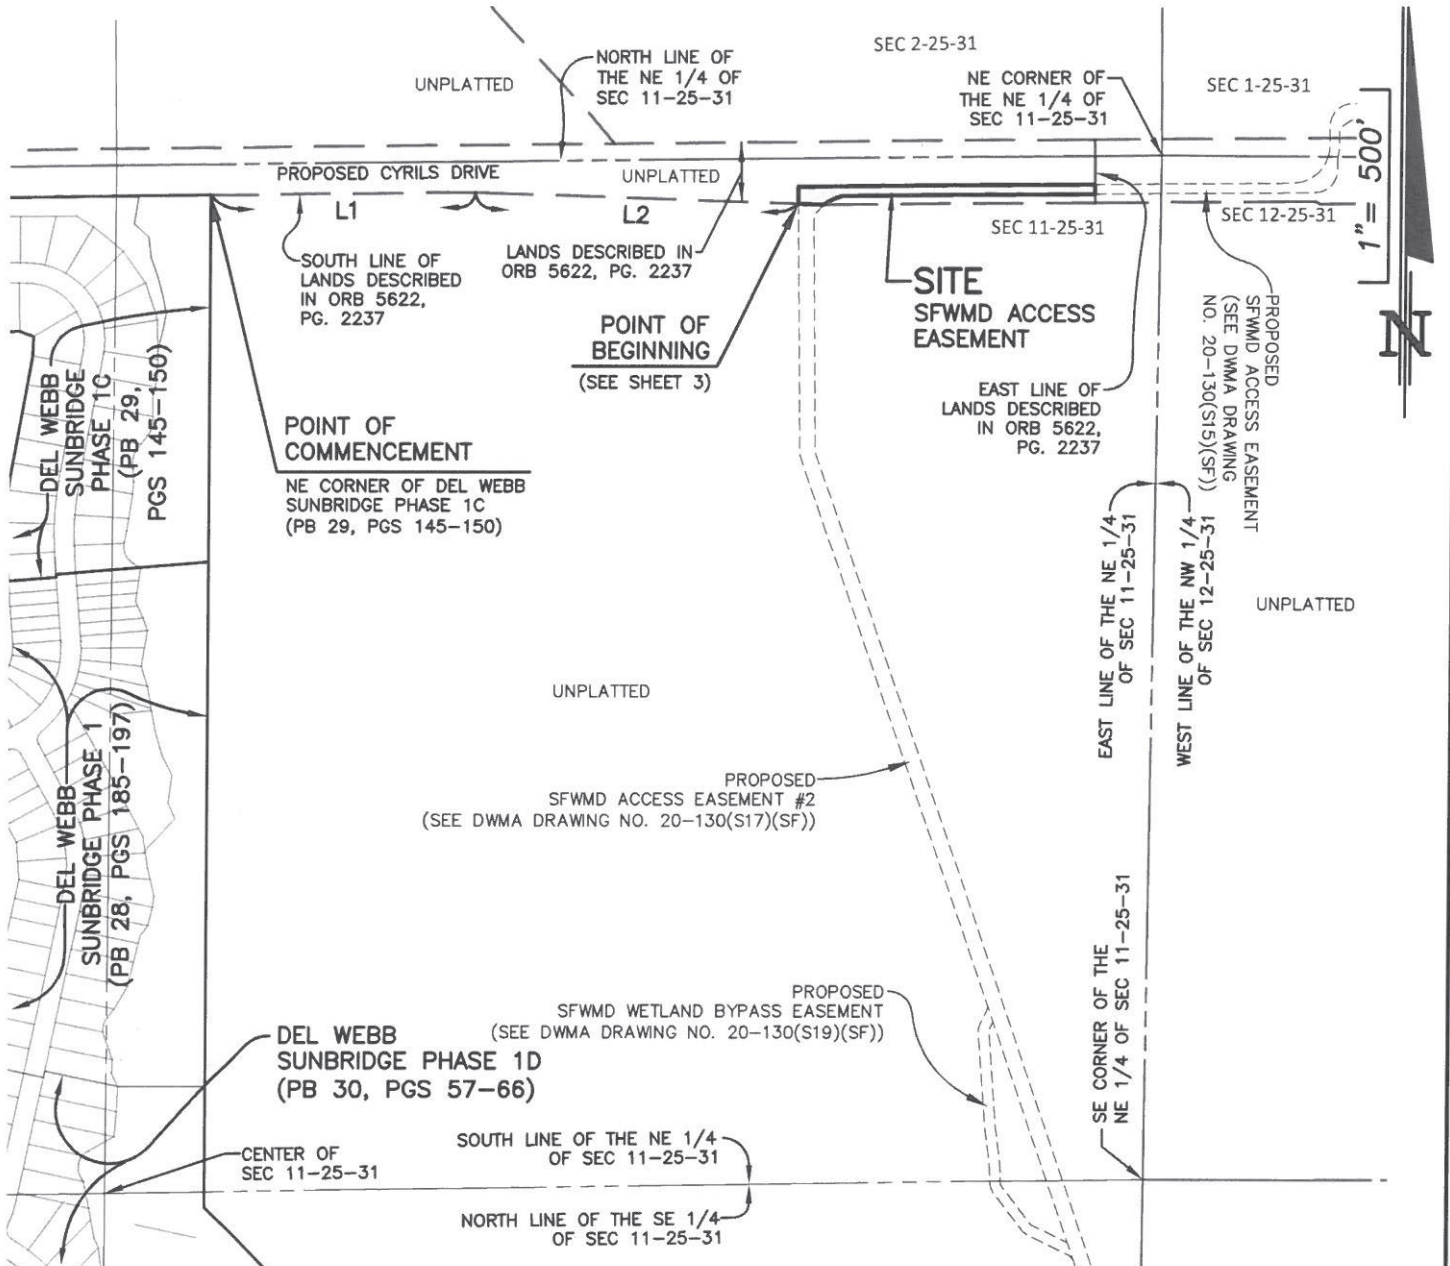 SEC 2-25-31
NORTH LINE OF
THE NE 1/4 OF
SEC 11-25-31
UNPLATTED
NE CORNER OF
THE NE 1/4 OF
SEC 11-25-31
SEC 1-25-31
1"= 500'
PROPOSED CYRILS DRIVE
UNPLATTED
L1
L2
SEC 11-25-31
SEC 12-25-31
SOUTH LINE OF
LANDS DESCRIBED
IN ORB 5622,
PG. 2237
LANDS DESCRIBED IN
ORB 5622, PG. 2237
SITE
SFWMD ACCESS
EASEMENT
POINT OF
BEGINNING
(SEE SHEET 3)
PROPOSED
SFWMD ACCESS EASEMENT
(SEE DWMA DRAWING
NO. 20-130(S15)(SF))
N
EAST LINE OF
LANDS DESCRIBED
IN ORB 5622,
PG. 2237
DEL WEBB
SUNBRIDGE
PHASE 1C
(PB 29,
PGS 145-150)
POINT OF
COMMENCEMENT
NE CORNER OF DEL WEBB
SUNBRIDGE PHASE 1C
(PB 29, PGS 145-150)
EAST LINE OF THE NE 1/4
OF SEC 11-25-31
WEST LINE OF THE NW 1/4
OF SEC 12-25-31
UNPLATTED
UNPLATTED
DEL WEBB
SUNBRIDGE PHASE 1
(PB 28, PGS 185-197)
PROPOSED
SFWMD ACCESS EASEMENT #2
(SEE DWMA DRAWING NO. 20-130(S17)(SF))
PROPOSED
SFWMD WETLAND BYPASS EASEMENT
(SEE DWMA DRAWING NO. 20-130(S19)(SF))
SE CORNER OF THE
NE 1/4 OF SEC 11-25-31
DEL WEBB
SUNBRIDGE PHASE 1D
(PB 30, PGS 57-66)
CENTER OF
SEC 11-25-31
SOUTH LINE OF THE NE 1/4
OF SEC 11-25-31
NORTH LINE OF THE SE 1/4
OF SEC 11-25-31